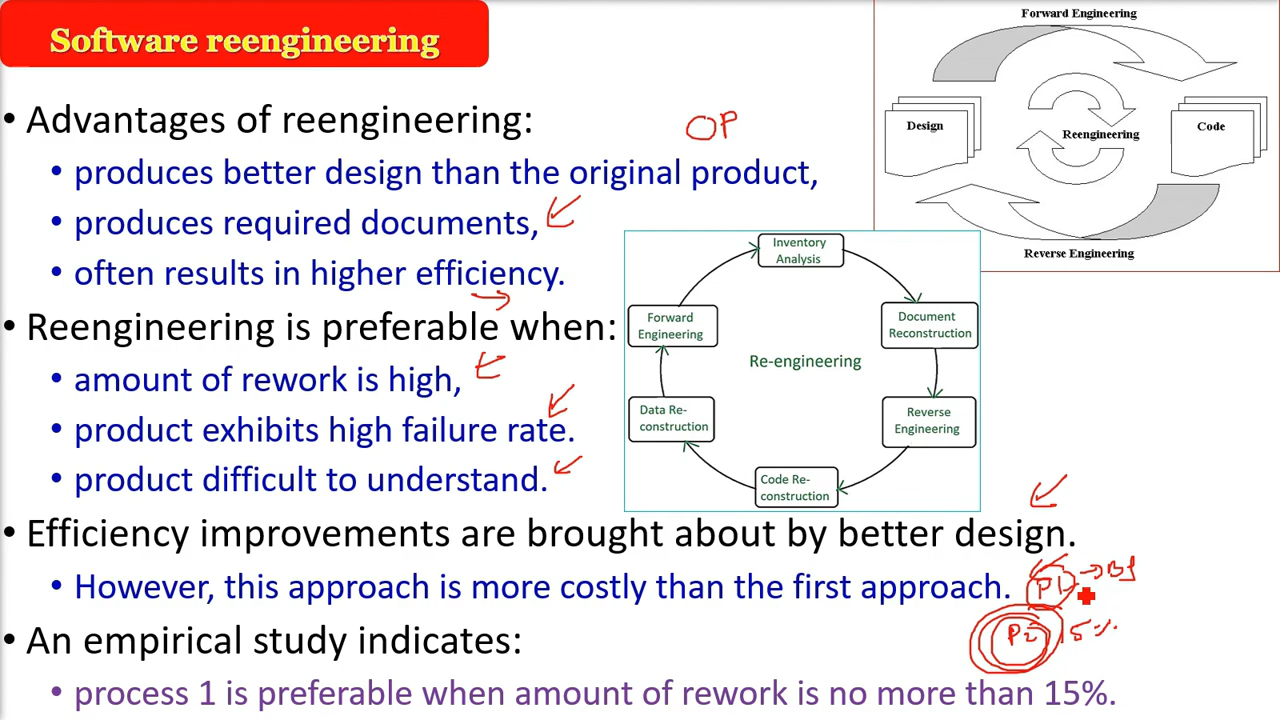 Software reengineering
Forward Engineering
Design
Reengineering
Code
Reverse Engineering
• Advantages of reengineering:
OP
• produces better design than the original product,
• produces required documents,
• often results in higher efficiency.
• Reengineering is preferable when:
• amount of rework is high,
• product exhibits high failure rate.
• product difficult to understand.
Inventory
Analysis
Document
Reconstruction
Reverse
Engineering
Code Re-
construction
Data Re-
construction
Forward
Engineering
Re-engineering
• Efficiency improvements are brought about by better design.
• However, this approach is more costly than the first approach.
P1
• An empirical study indicates:
P2
5%
• process 1 is preferable when amount of rework is no more than 15%.